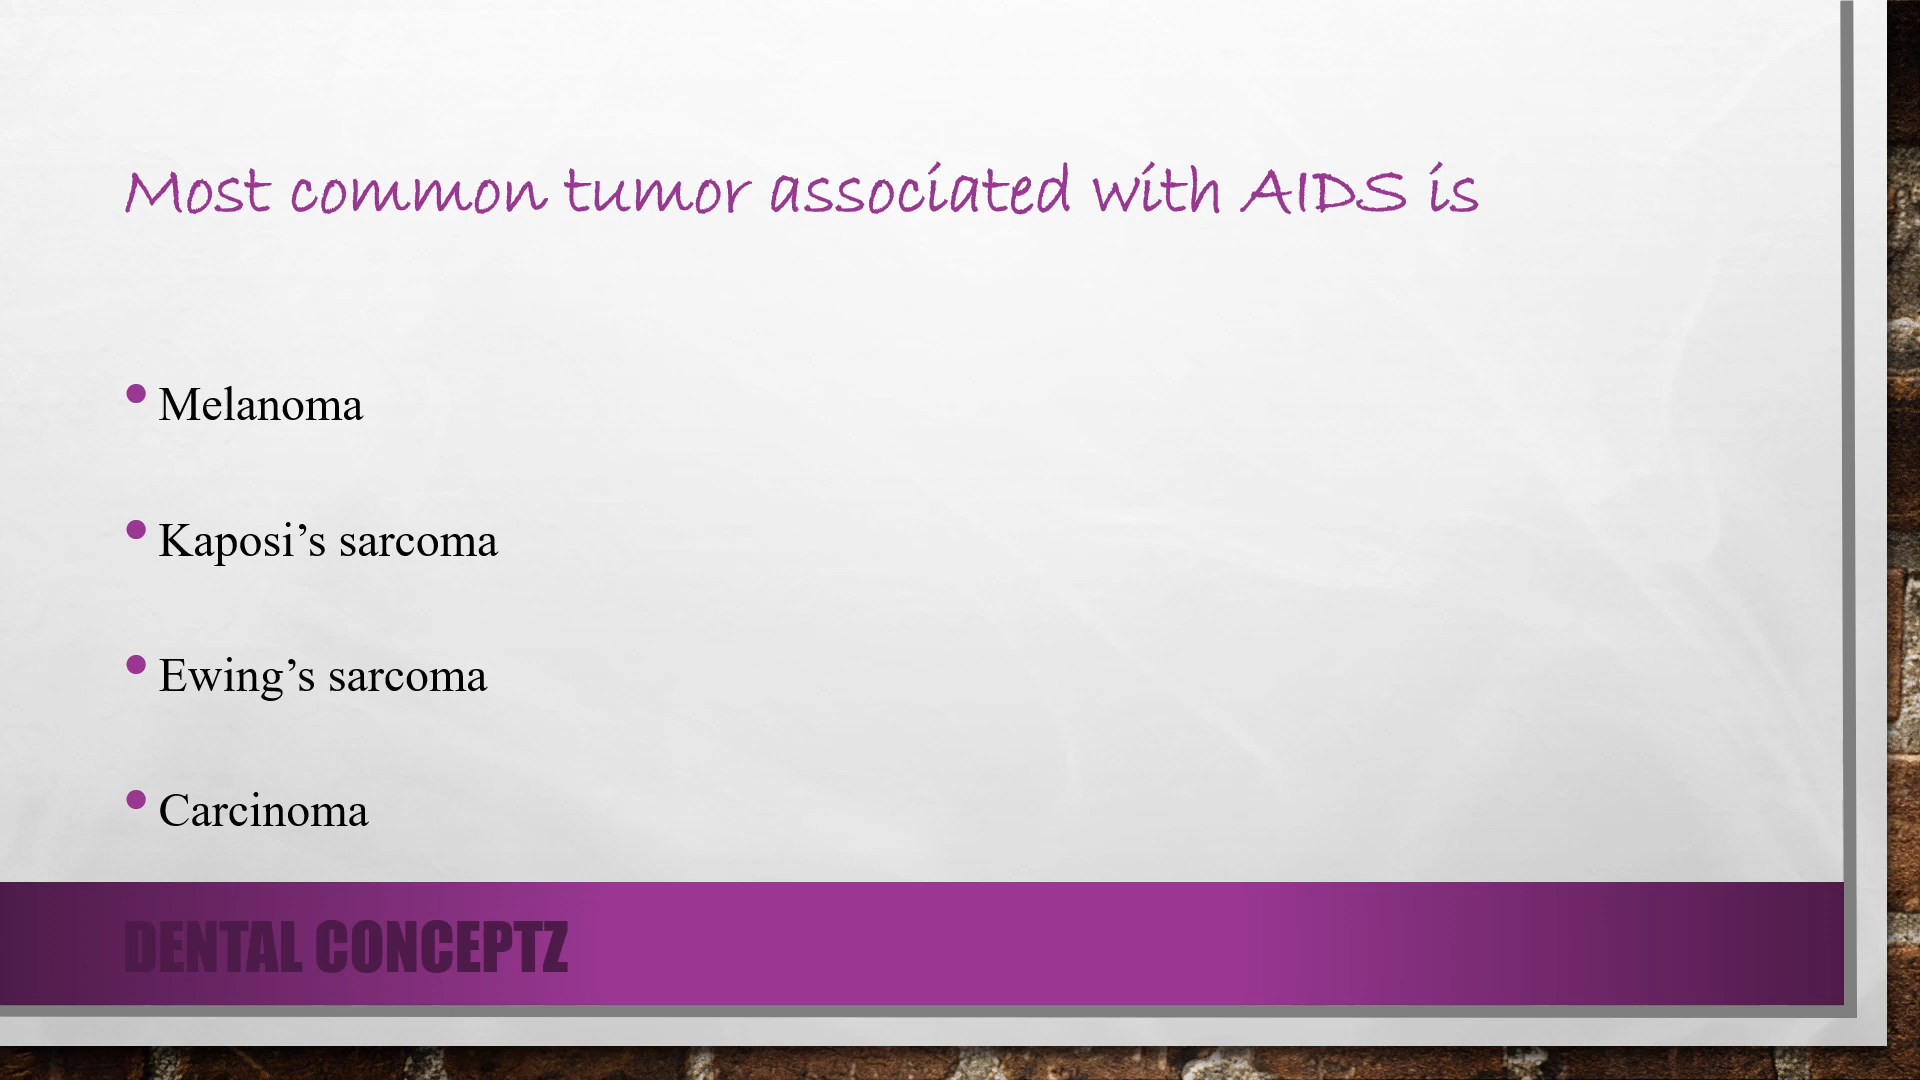 Most common tumor associated with AIDS is
• Melanoma
• Kaposi’s sarcoma
• Ewing’s sarcoma
• Carcinoma
DENTAL CONCEPTZ